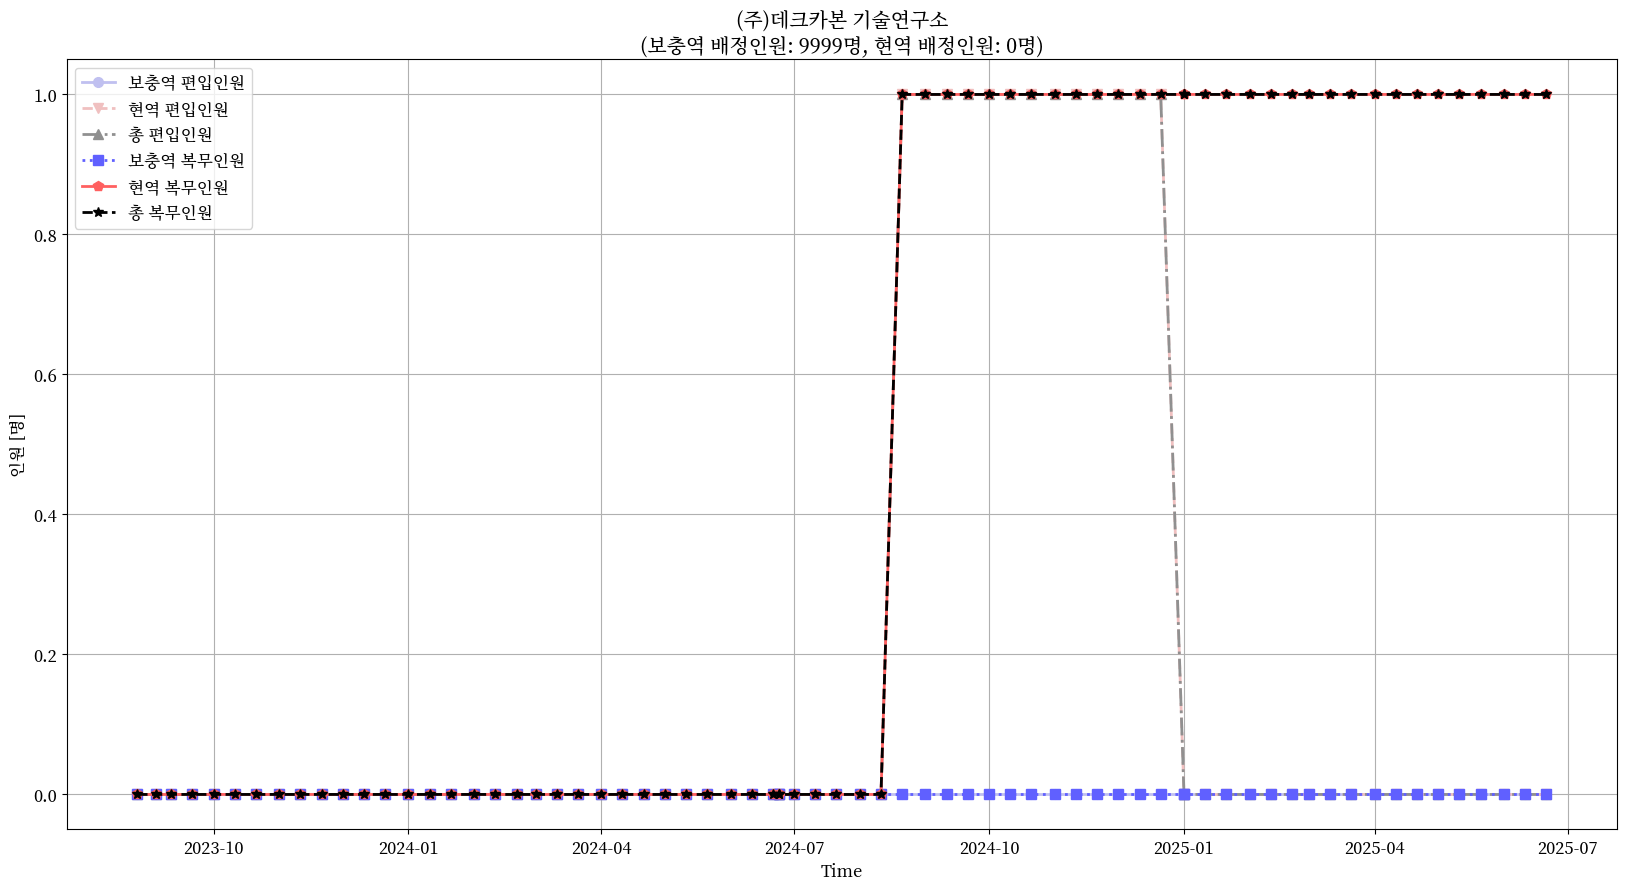 (주)데크카본 기술연구소
(보충역 배정인원: 9999명, 현역 배정인원: 0명)
보충역 편입인원
현역 편입인원
총 편입인원
보충역 복무인원
현역 복무인원
총 복무인원
인원 [명]
1.0
0.8
0.6
0.4
0.2
0.0
2023-10
2024-01
2024-04
2024-07
2024-10
2025-01
2025-04
2025-07
Time